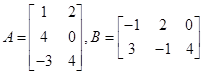 A = [ 1 2 ; 4 0 ; -3 4 ], B = [ -1 2 0 ; 3 -1 4 ]